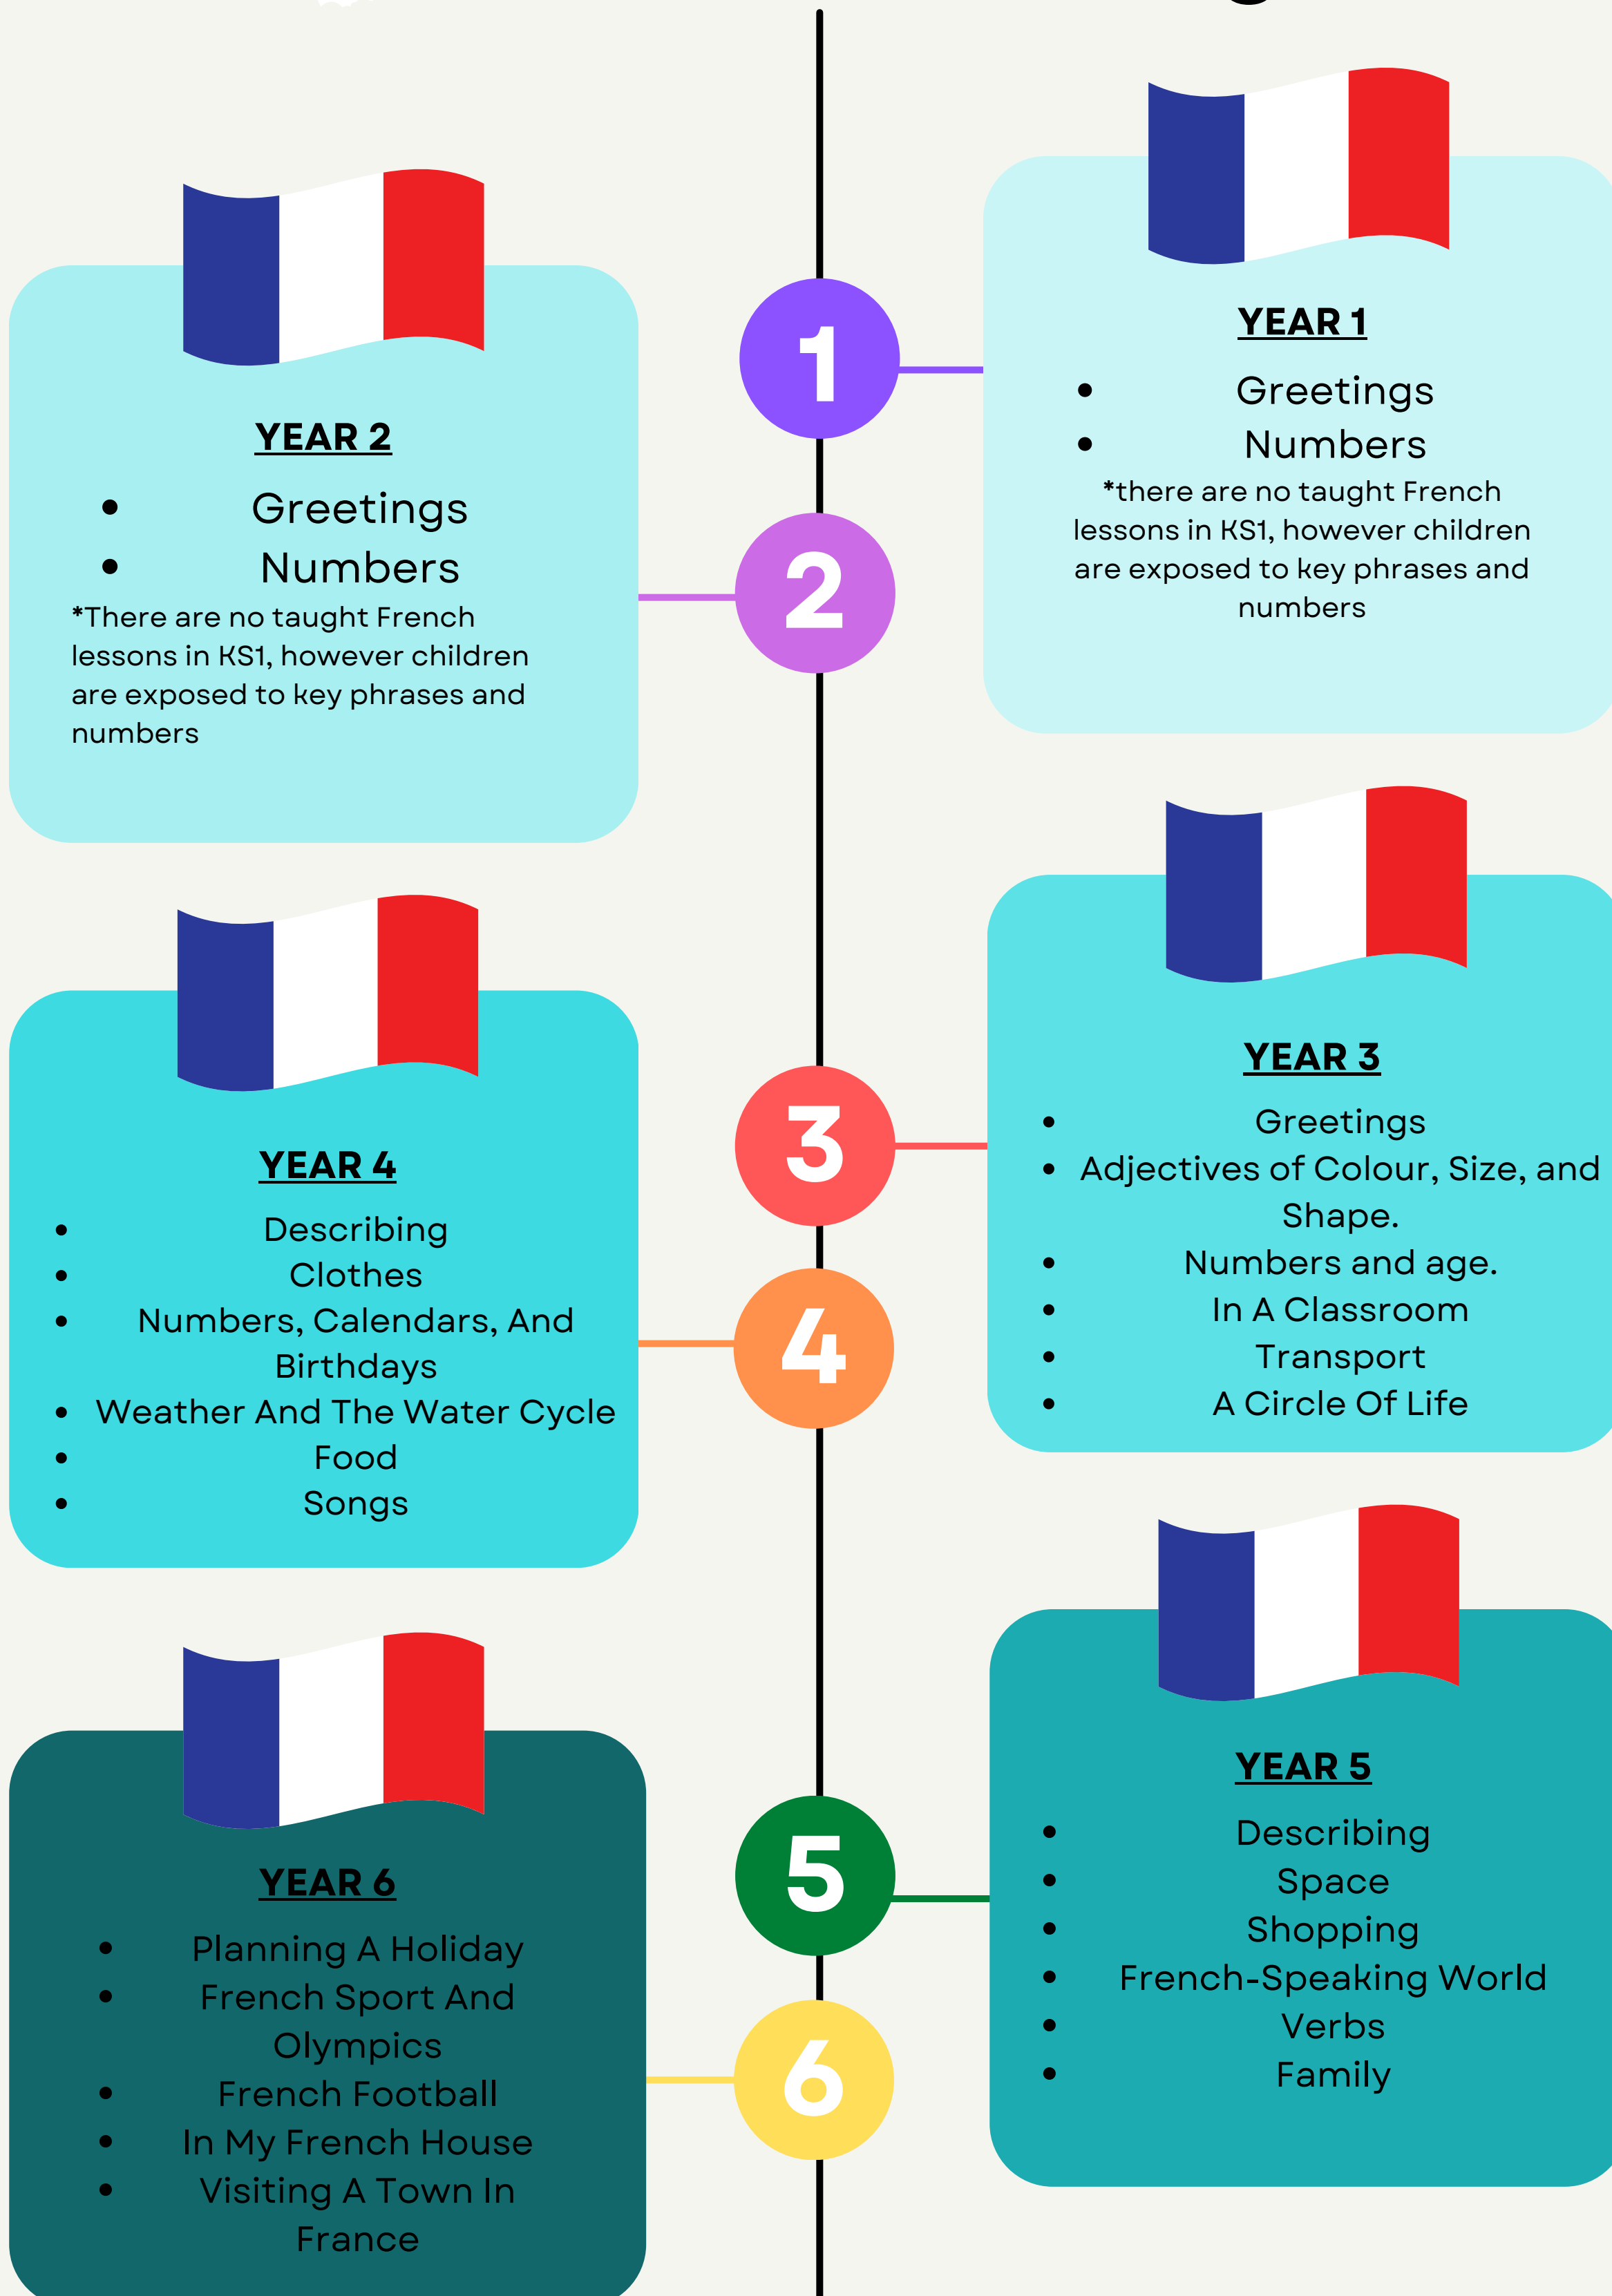 1
YEAR 1
Greetings
Numbers
*there are no taught French
lessons in KS1, however children
are exposed to key phrases and
numbers
2
YEAR 2
Greetings
Numbers
*There are no taught French
lessons in KS1, however children
are exposed to key phrases and
numbers
3
YEAR 3
Greetings
Adjectives of Colour, Size, and
Shape.
Numbers and age.
In A Classroom
Transport
A Circle Of Life
4
YEAR 4
Describing
Clothes
Numbers, Calendars, And
Birthdays
Weather And The Water Cycle
Food
Songs
5
YEAR 5
Describing
Space
Shopping
French-Speaking World
Verbs
Family
6
YEAR 6
Planning A Holiday
French Sport And
Olympics
French Football
In My French House
Visiting A Town In
France